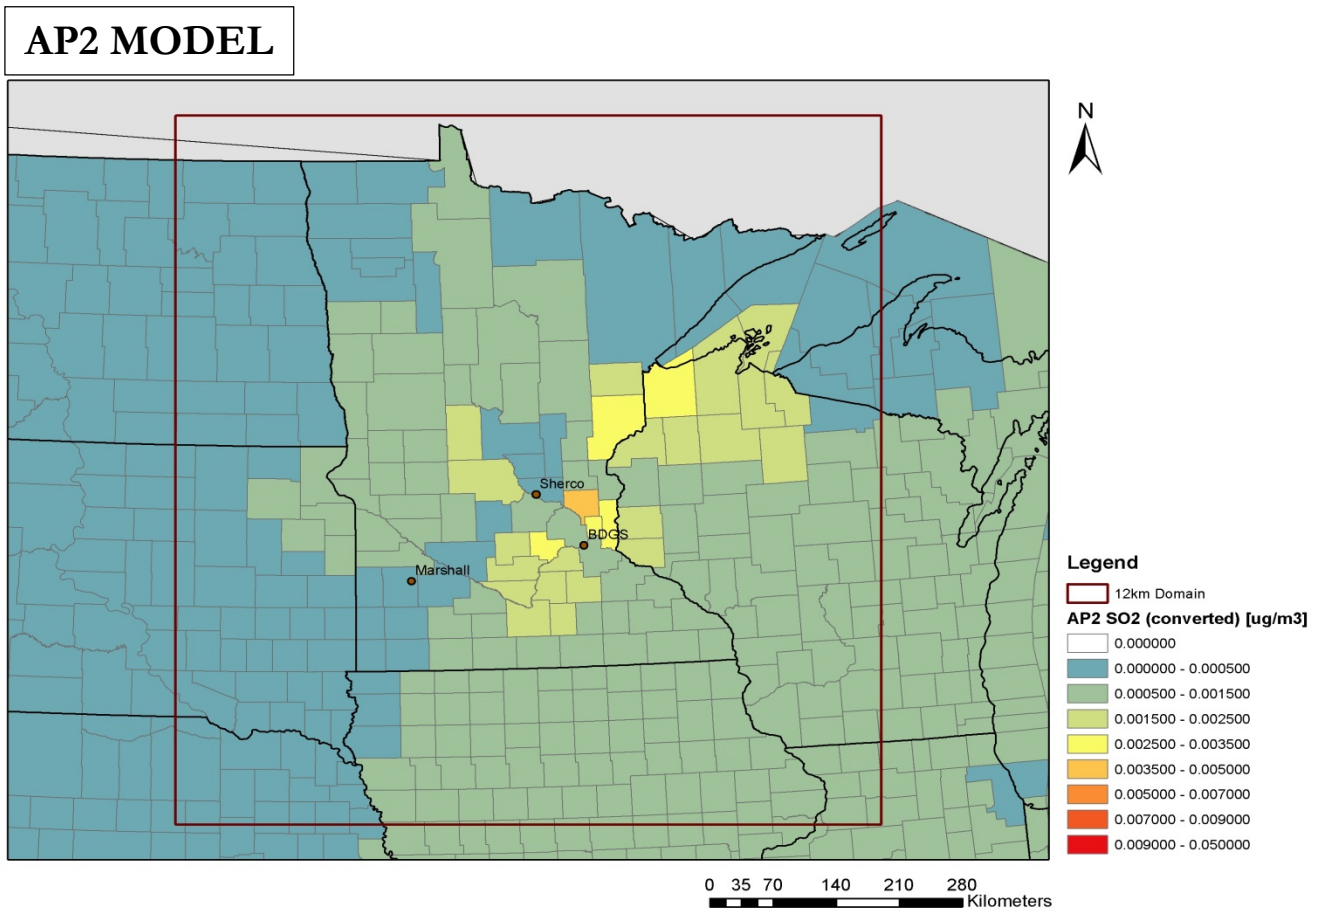 AP2 MODEL
N
Sherco
BDGS
Marshall
Legend
12km Domain
AP2 SO2 (converted) [ug/m3]
0.000000
0.000000 - 0.000500
0.000500 - 0.001500
0.001500 - 0.002500
0.002500 - 0.003500
0.003500 - 0.005000
0.005000 - 0.007000
0.007000 - 0.009000
0.009000 - 0.050000
0 35 70 140 210 280
Kilometers